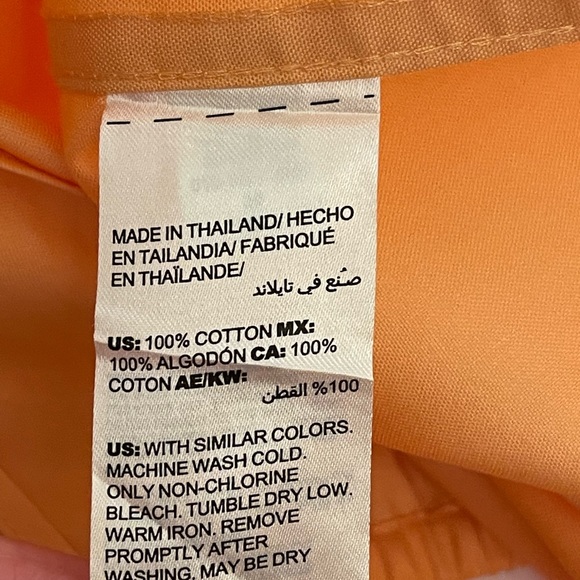 MADE IN THAILAND/ HECHO
EN TAILANDIA/ FABRIQUÉ
EN THAÏLANDE/
صُنع في تايلاند
US: 100% COTTON MX:
100% ALGODÓN CA: 100%
COTON AE/KW:
100% القطن
US: WITH SIMILAR COLORS.
MACHINE WASH COLD.
ONLY NON-CHLORINE
BLEACH. TUMBLE DRY LOW.
WARM IRON. REMOVE
PROMPTLY AFTER
WASHING. MAY BE DRY